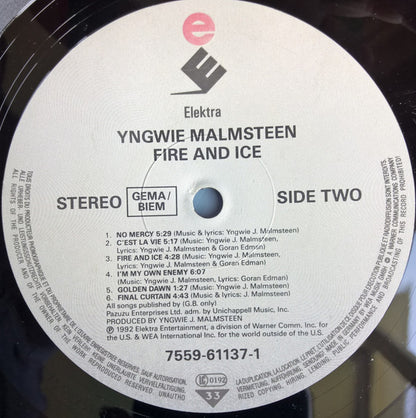 e
Elektra
YNGWIE MALMSTEEN
FIRE AND ICE
STEREO
GEMA/
BIEM
SIDE TWO
1. NO MERCY 5:29 (Music & lyrics: Yngwie J. Malmsteen)
2. C'EST LA VIE 5:17 (Music: Yngwie J. Malmsteen,
Lyrics: Yngwie J. Malmsteen & Goran Edman)
3. FIRE AND ICE 4:28 (Music & lyrics: Yngwie J. Malmsteen)
4. I'M MY OWN ENEMY 6:07
(Music: Yngwie J. Malmsteen, Lyrics: Yngwie J. Malmsteen & Goran Edman)
5. GOLDEN DAWN 1:27 (Music: Yngwie J. Malmsteen)
6. FINAL CURTAIN 4:43 (Music & lyrics: Yngwie J. Malmsteen)
All songs published by (G.B. only)
Pazuzu Enterprises Ltd. adm. by Unichappell Music, Inc.
PRODUCED BY YNGWIE J. MALMSTEEN
℗ 1992 Elektra Entertainment, a division of Warner Comm. Inc. for
the U.S. & WEA International Inc. for the world outside of the U.S.
7559-61137-1
LC 0192
33